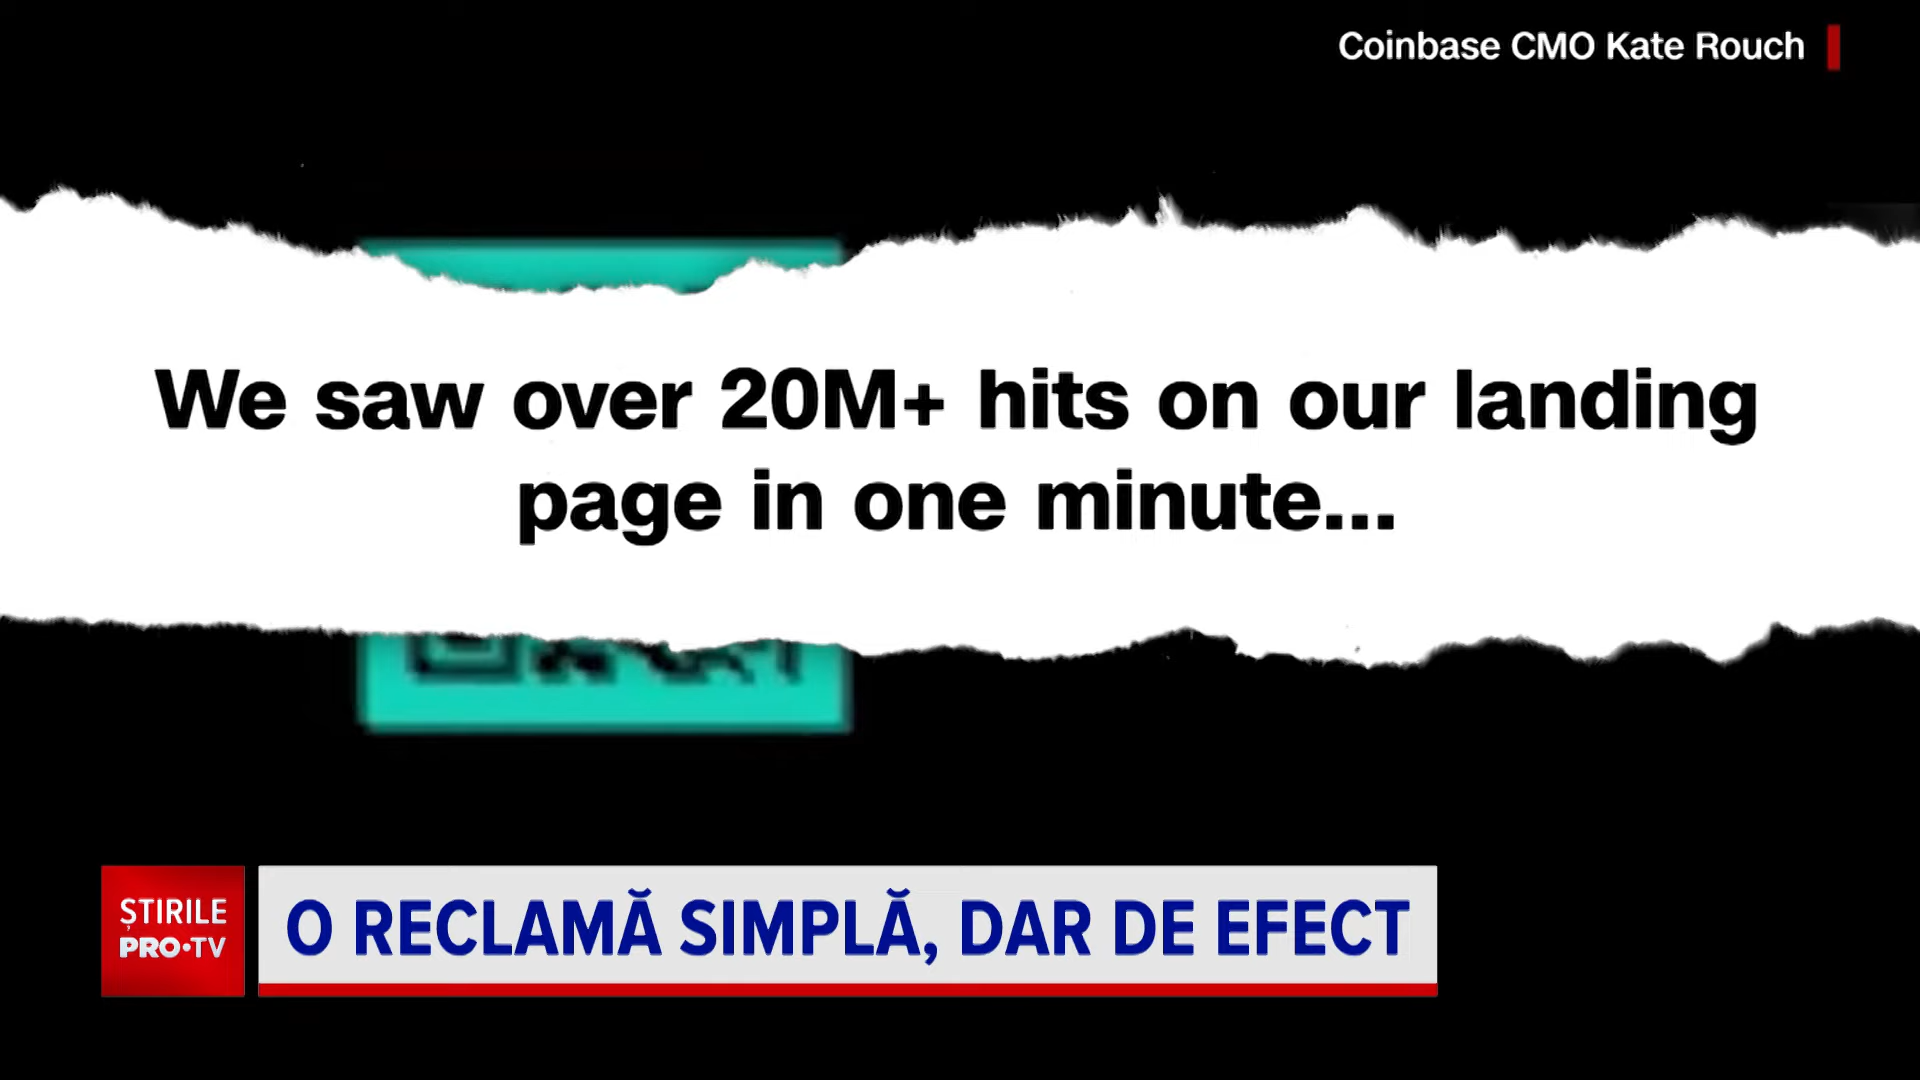 Coinbase CMO Kate Rouch
We saw over 20M+ hits on our landing
page in one minute...
ȘTIRILE
PRO•TV
O RECLAMĂ SIMPLĂ, DAR DE EFECT